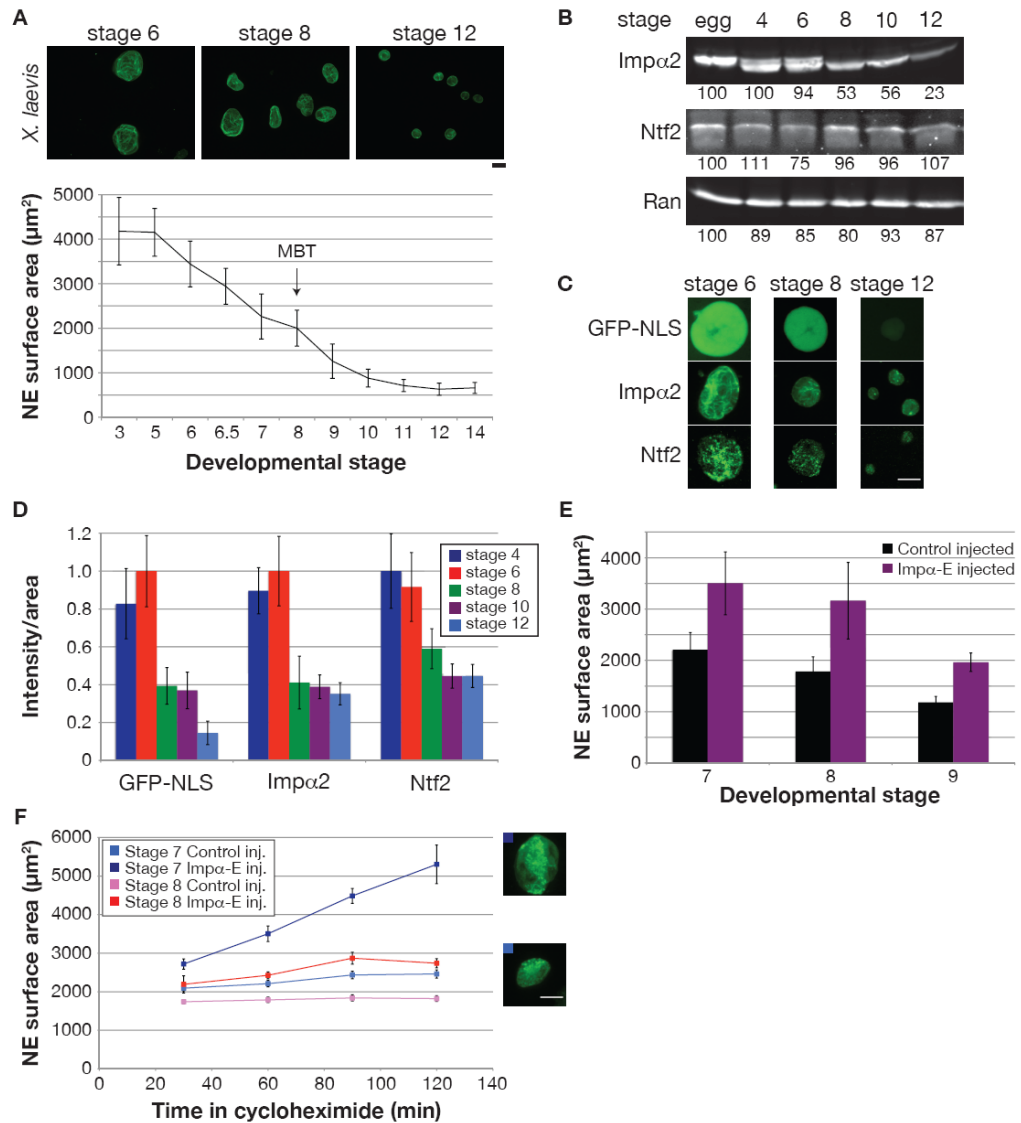 A
stage 6 stage 8 stage 12
X. laevis
NE surface area (µm²)
5000
4000
3000
2000
1000
0
MBT
3 5 6 6.5 7 8 9 10 11 12 14
Developmental stage
B
stage egg 4 6 8 10 12
Impα2
100 100 94 53 56 23
Ntf2
100 111 75 96 96 107
Ran
100 89 85 80 93 87
C
stage 6 stage 8 stage 12
GFP-NLS
Impα2
Ntf2
D
Intensity/area
1.2
1.0
0.8
0.6
0.4
0.2
0
stage 4
stage 6
stage 8
stage 10
stage 12
GFP-NLS Impα2 Ntf2
E
NE surface area (µm²)
4000
3000
2000
1000
0
Control injected
Impα-E injected
7 8 9
Developmental stage
F
NE surface area (µm²)
6000
5000
4000
3000
2000
1000
0
Stage 7 Control inj.
Stage 7 Impα-E inj.
Stage 8 Control inj.
Stage 8 Impα-E inj.
0 20 40 60 80 100 120 140
Time in cycloheximide (min)